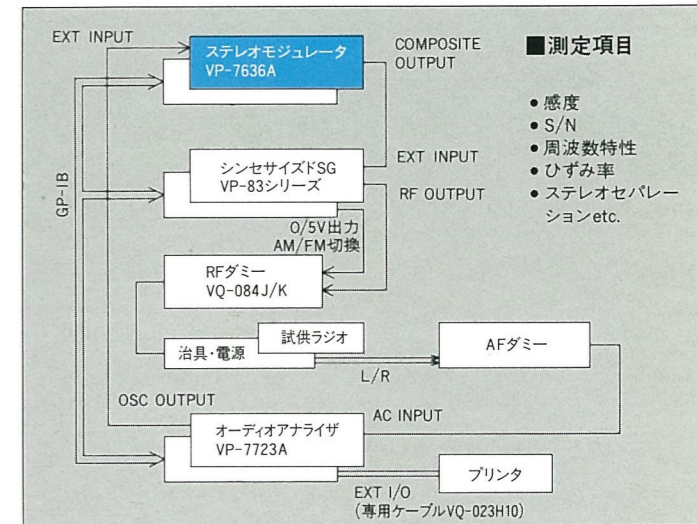 EXT INPUT
ステレオモジュレータ
VP-7636A
COMPOSITE
OUTPUT
■測定項目
● 感度
● S/N
● 周波数特性
● ひずみ率
● ステレオセパレー
ションetc.
GP-IB
シンセサイズドSG
VP-83シリーズ
EXT INPUT
RF OUTPUT
0/5V出力
AM/FM切換
RFダミー
VQ-084J/K
試供ラジオ
治具・電源
L/R
AFダミー
OSC OUTPUT
AC INPUT
オーディオアナライザ
VP-7723A
プリンタ
EXT I/O
(専用ケーブルVQ-023H10)